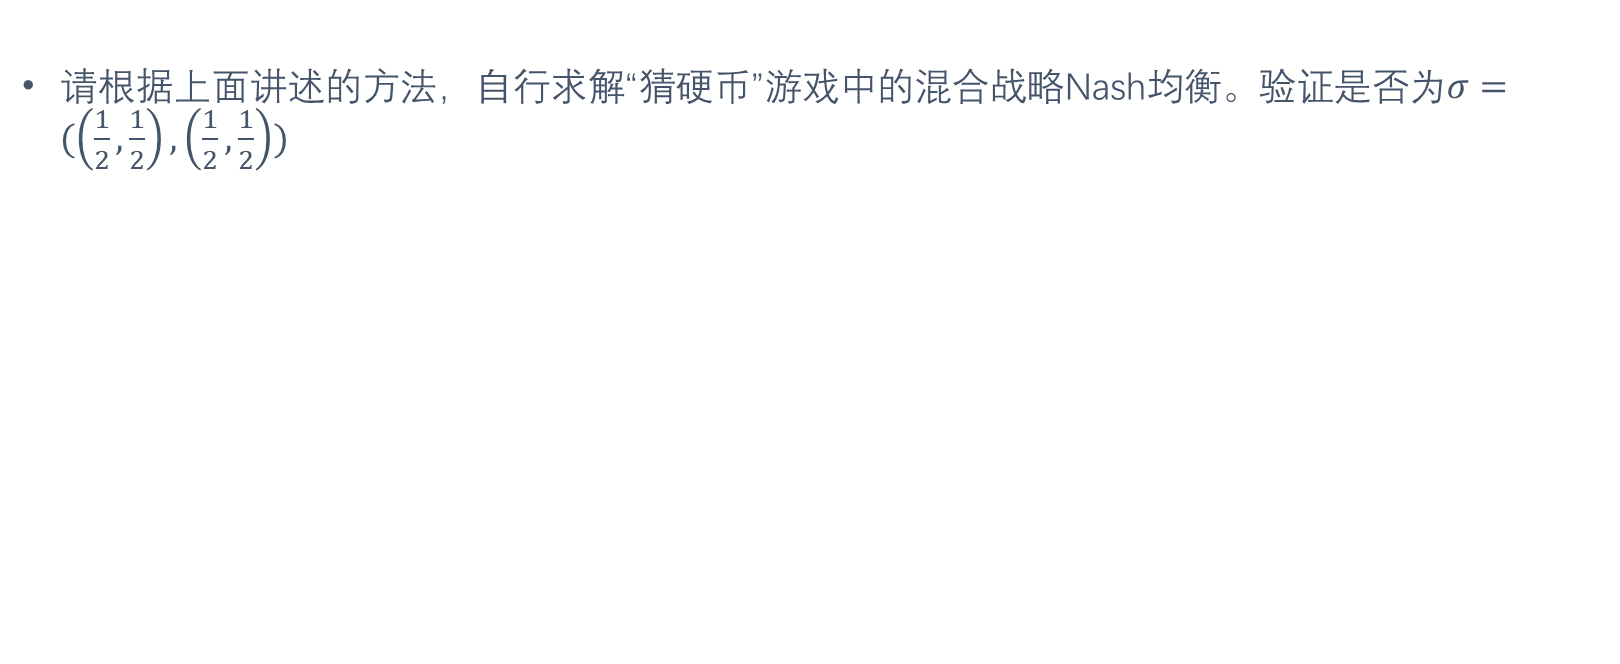 • 请根据上面讲述的方法，自行求解“猜硬币”游戏中的混合战略Nash均衡。验证是否为𝜎 =
((1/2, 1/2), (1/2, 1/2))